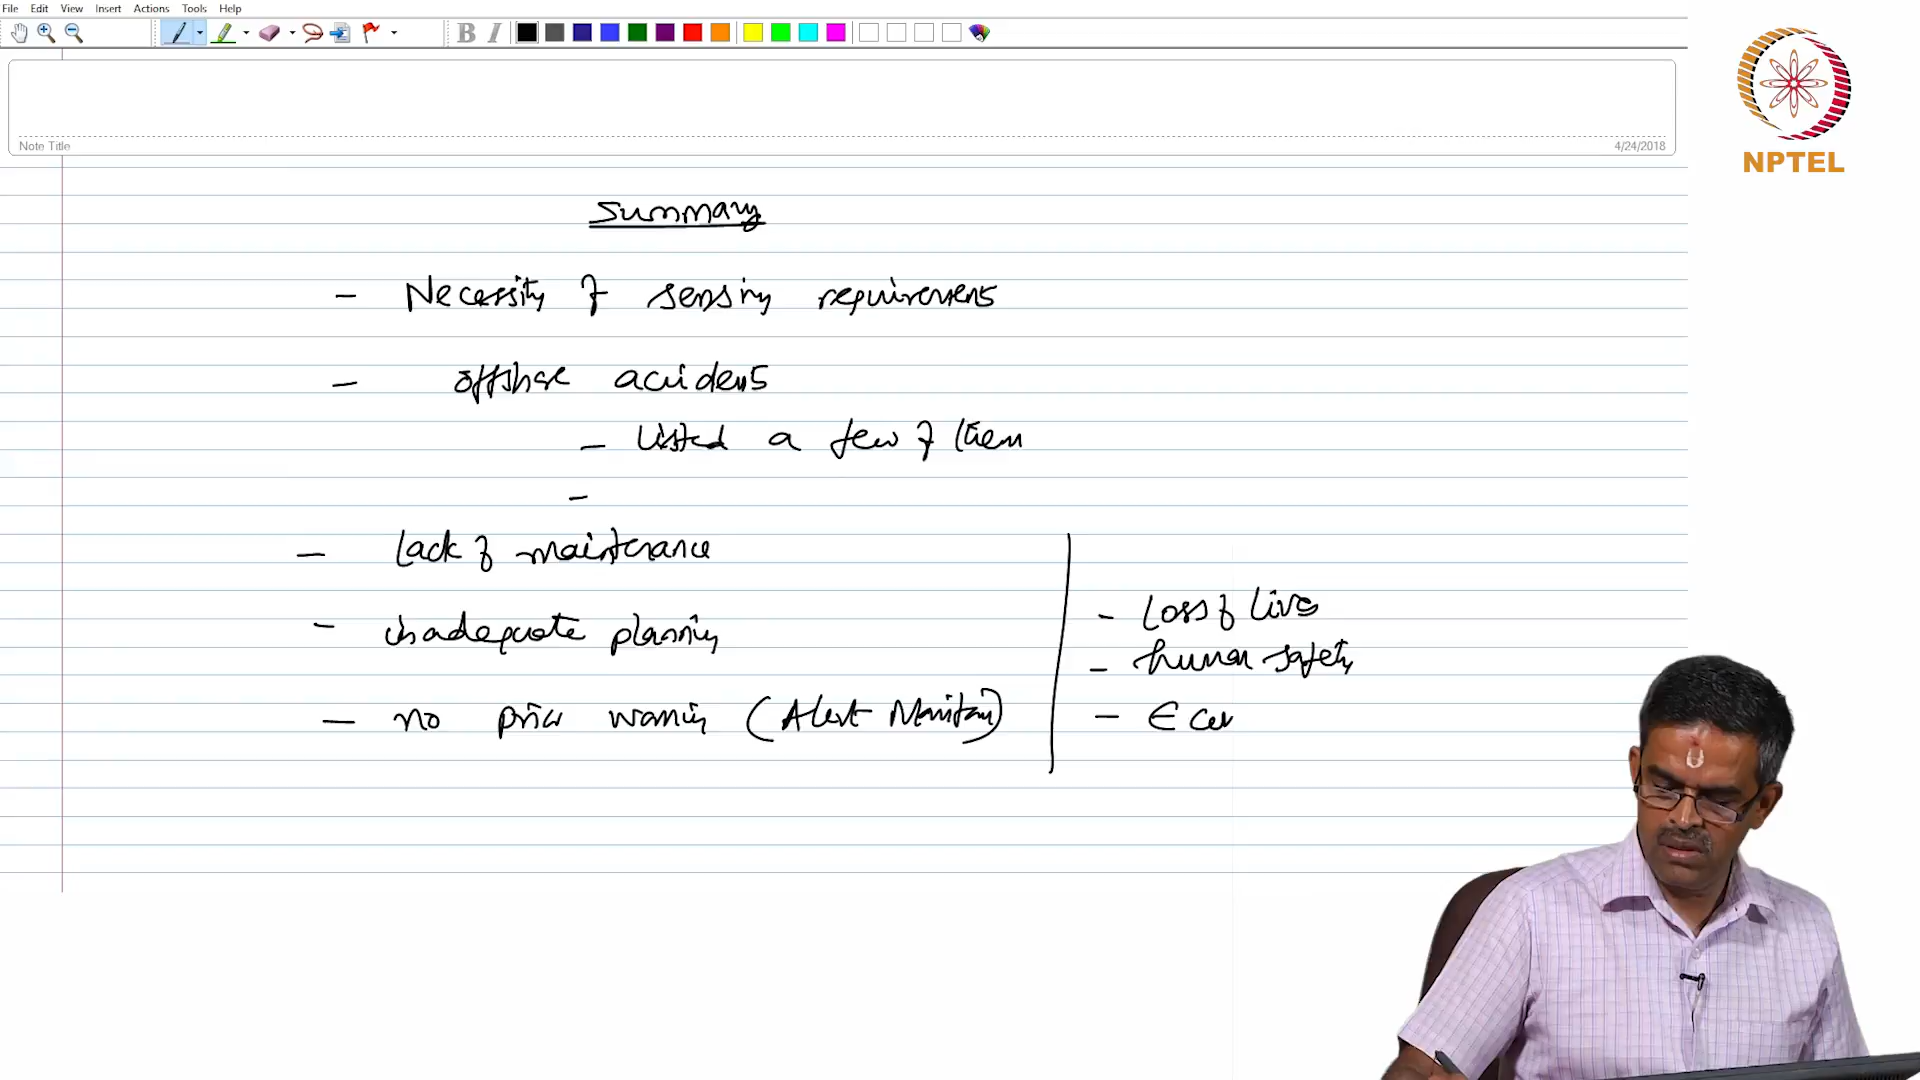 File Edit View Insert Actions Tools Help
B I
Note Title
4/24/2018
NPTEL
Summary
- Necessity of sensing requirements
- offshore accidents
- Listed a few of them
-
- Lack of maintenance
- inadequate planning
- no prior warning (Alert Monitoring)
- Loss of lives
- human safety
-